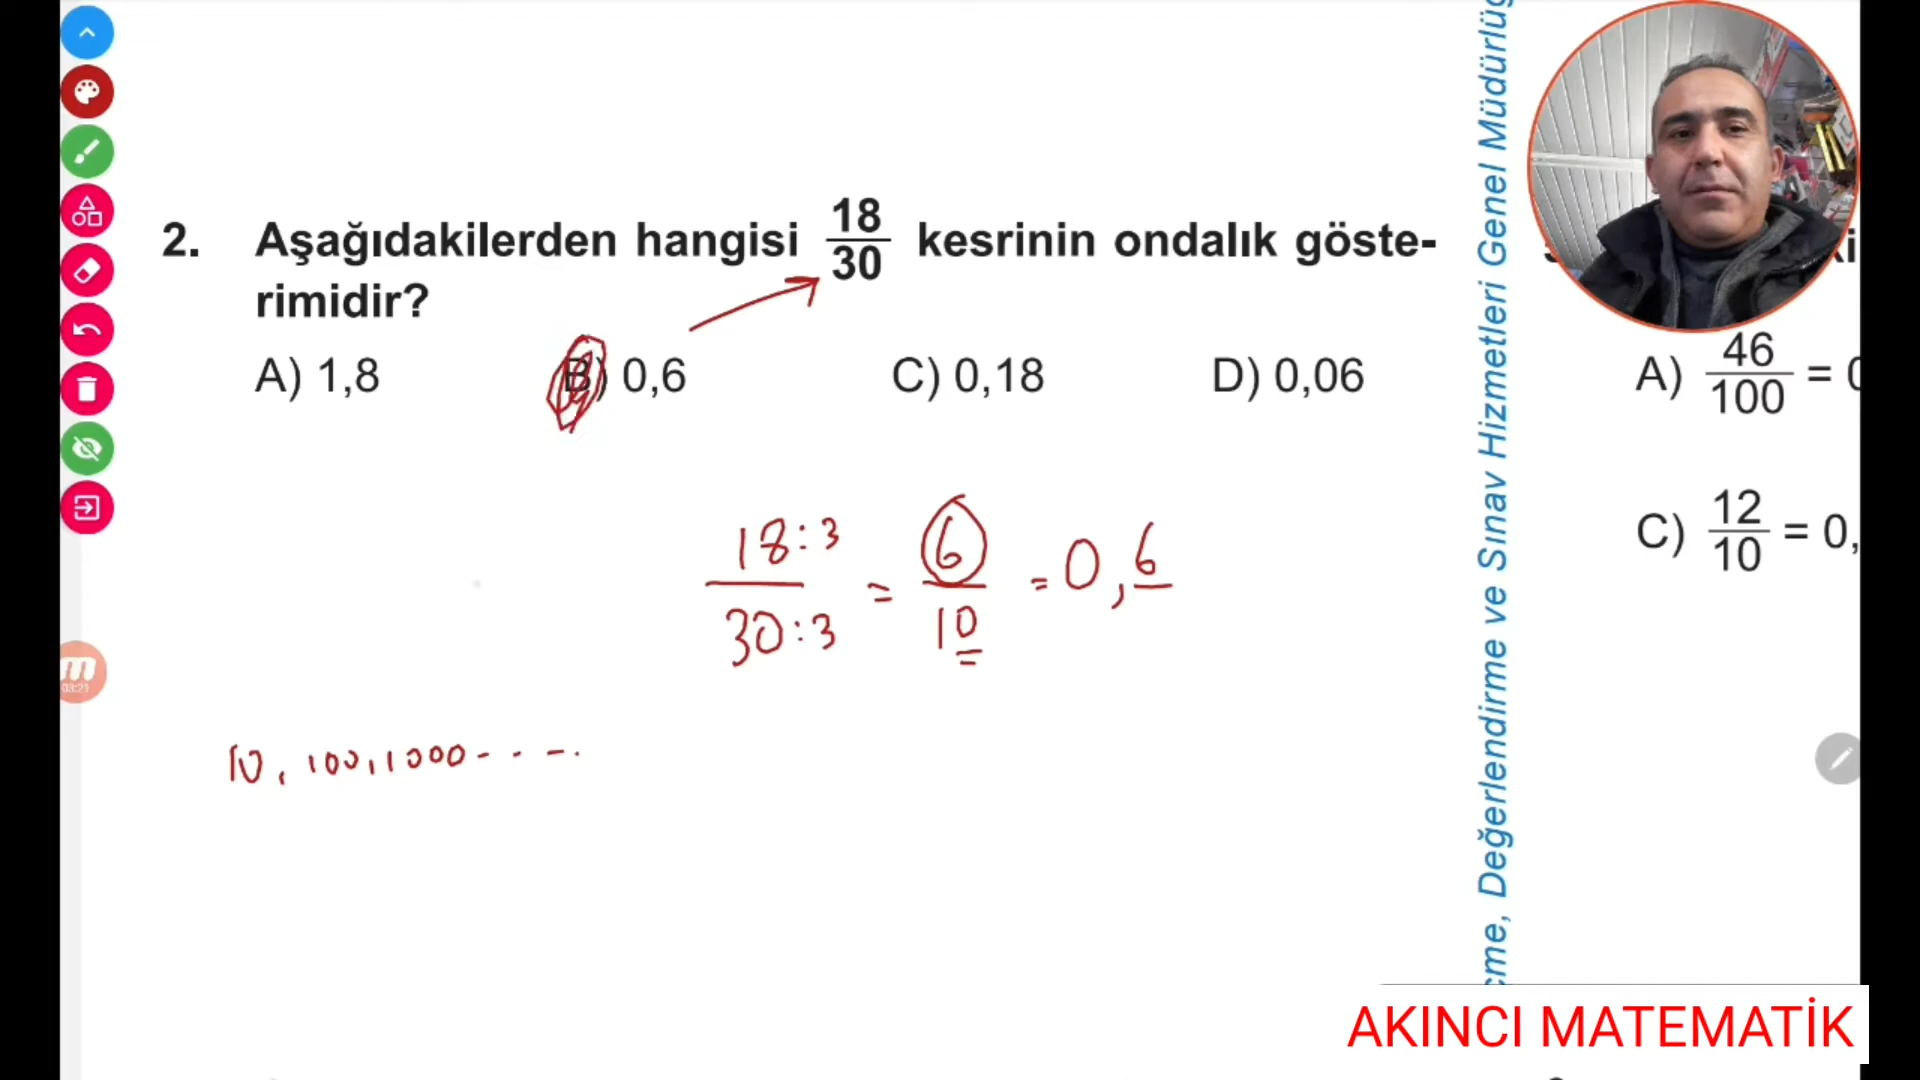 2. Aşağıdakilerden hangisi 18/30 kesrinin ondalık göste-
rimidir?
A) 1,8 B) 0,6 C) 0,18 D) 0,06
18:3 / 30:3 = 6/10 = 0,6
10, 100, 1000 - - - - .
A) 46/100 =
C) 12/10 = 0,
Değerlendirme ve Sınav Hizmetleri Genel
m
03:21
AKINCI MATEMATİK